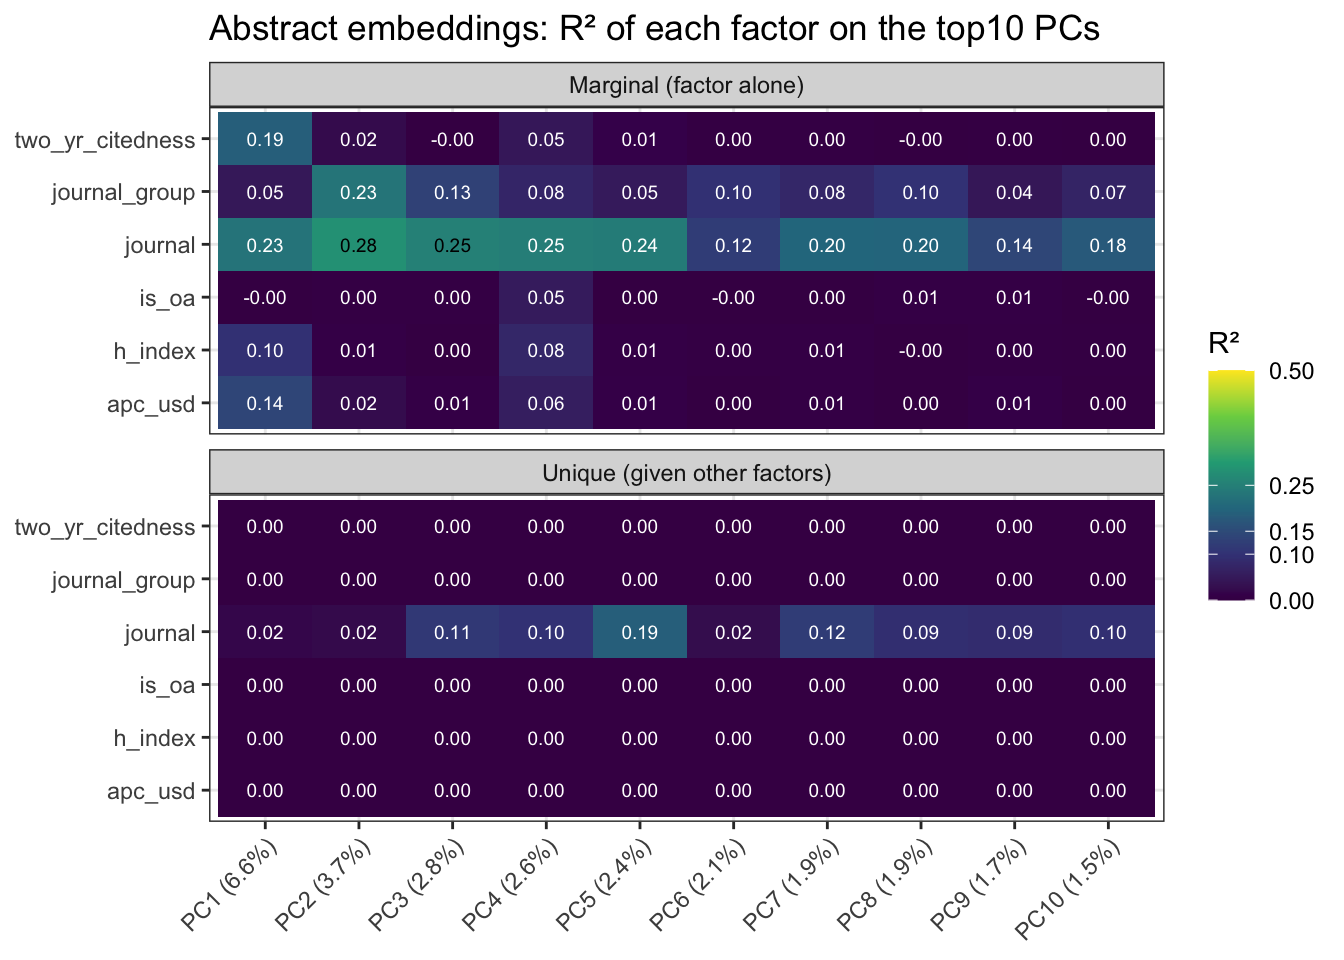 Abstract embeddings: R² of each factor on the top10 PCs
Marginal (factor alone)
two_yr_citedness 0.19 0.02 -0.00 0.05 0.01 0.00 0.00 -0.00 0.00 0.00
journal_group 0.05 0.23 0.13 0.08 0.05 0.10 0.08 0.10 0.04 0.07
journal 0.23 0.28 0.25 0.25 0.24 0.12 0.20 0.20 0.14 0.18
is_oa -0.00 0.00 0.00 0.05 0.00 -0.00 0.00 0.01 0.01 -0.00
h_index 0.10 0.01 0.00 0.08 0.01 0.00 0.01 -0.00 0.00 0.00
apc_usd 0.14 0.02 0.01 0.06 0.01 0.00 0.01 0.00 0.01 0.00
Unique (given other factors)
two_yr_citedness 0.00 0.00 0.00 0.00 0.00 0.00 0.00 0.00 0.00 0.00
journal_group 0.00 0.00 0.00 0.00 0.00 0.00 0.00 0.00 0.00 0.00
journal 0.02 0.02 0.11 0.10 0.19 0.02 0.12 0.09 0.09 0.10
is_oa 0.00 0.00 0.00 0.00 0.00 0.00 0.00 0.00 0.00 0.00
h_index 0.00 0.00 0.00 0.00 0.00 0.00 0.00 0.00 0.00 0.00
apc_usd 0.00 0.00 0.00 0.00 0.00 0.00 0.00 0.00 0.00 0.00
PC1 (6.6%) PC2 (3.7%) PC3 (2.8%) PC4 (2.6%) PC5 (2.4%) PC6 (2.1%) PC7 (1.9%) PC8 (1.9%) PC9 (1.7%) PC10 (1.5%)
R²
0.50
0.25
0.15
0.10
0.00